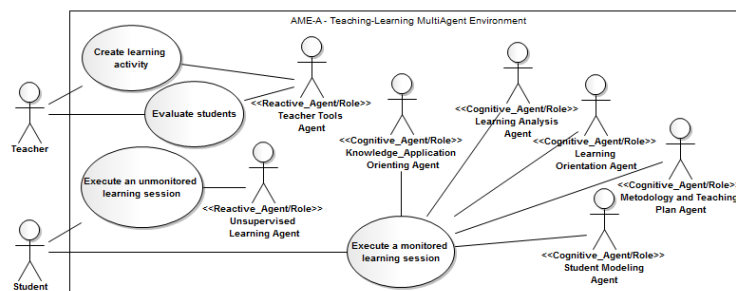 AME-A - Teaching-Learning MultiAgent Environment
Create learning
activity
Evaluate students
Teacher
<<Reactive_Agent/Role>>
Teacher Tools
Agent
<<Cognitive_Agent/Role>>
Knowledge_Application
Orienting Agent
<<Cognitive_Agent/Role>>
Learning Analysis
Agent
<<Cognitive_Agent/Role>>
Learning
Orientation Agent
<<Cognitive_Agent/Role>>
Metodology and Teaching
Plan Agent
Execute an unmonitored
learning session
<<Reactive_Agent/Role>>
Unsupervised
Learning Agent
Student
Execute a monitored
learning session
<<Cognitive_Agent/Role>>
Student Modeling
Agent